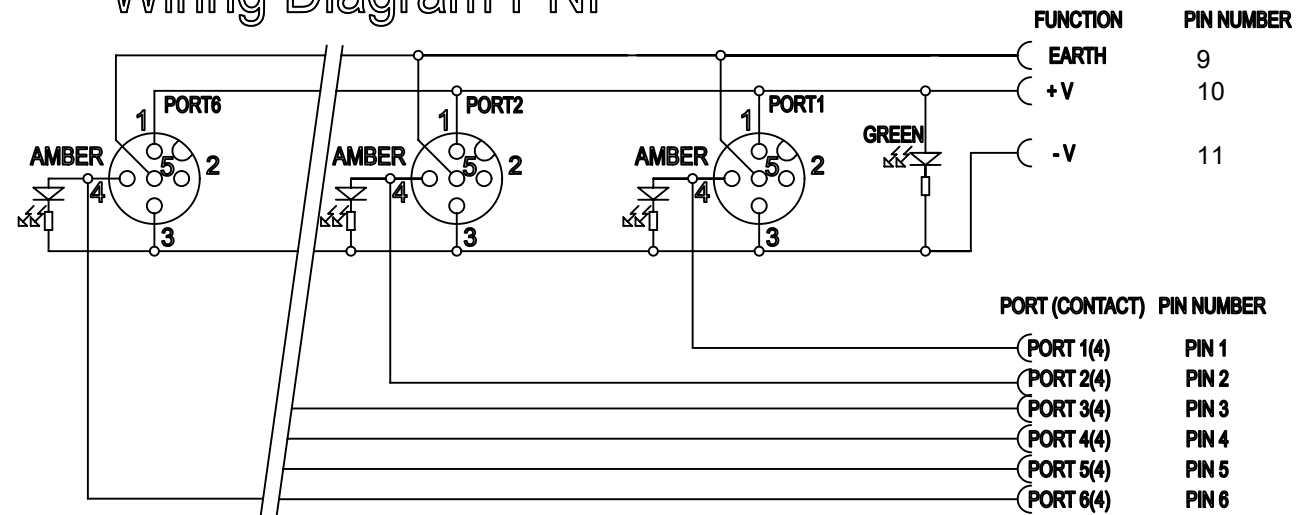 Wiring Diagram PNP
FUNCTION PIN NUMBER
EARTH 9
+V 10
-V 11
PORT6 PORT2 PORT1
1 1 1
GREEN
AMBER 5 2 AMBER 5 2 AMBER 5 2
4 4 4
3 3 3
PORT (CONTACT) PIN NUMBER
PORT 1(4) PIN 1
PORT 2(4) PIN 2
PORT 3(4) PIN 3
PORT 4(4) PIN 4
PORT 5(4) PIN 5
PORT 6(4) PIN 6